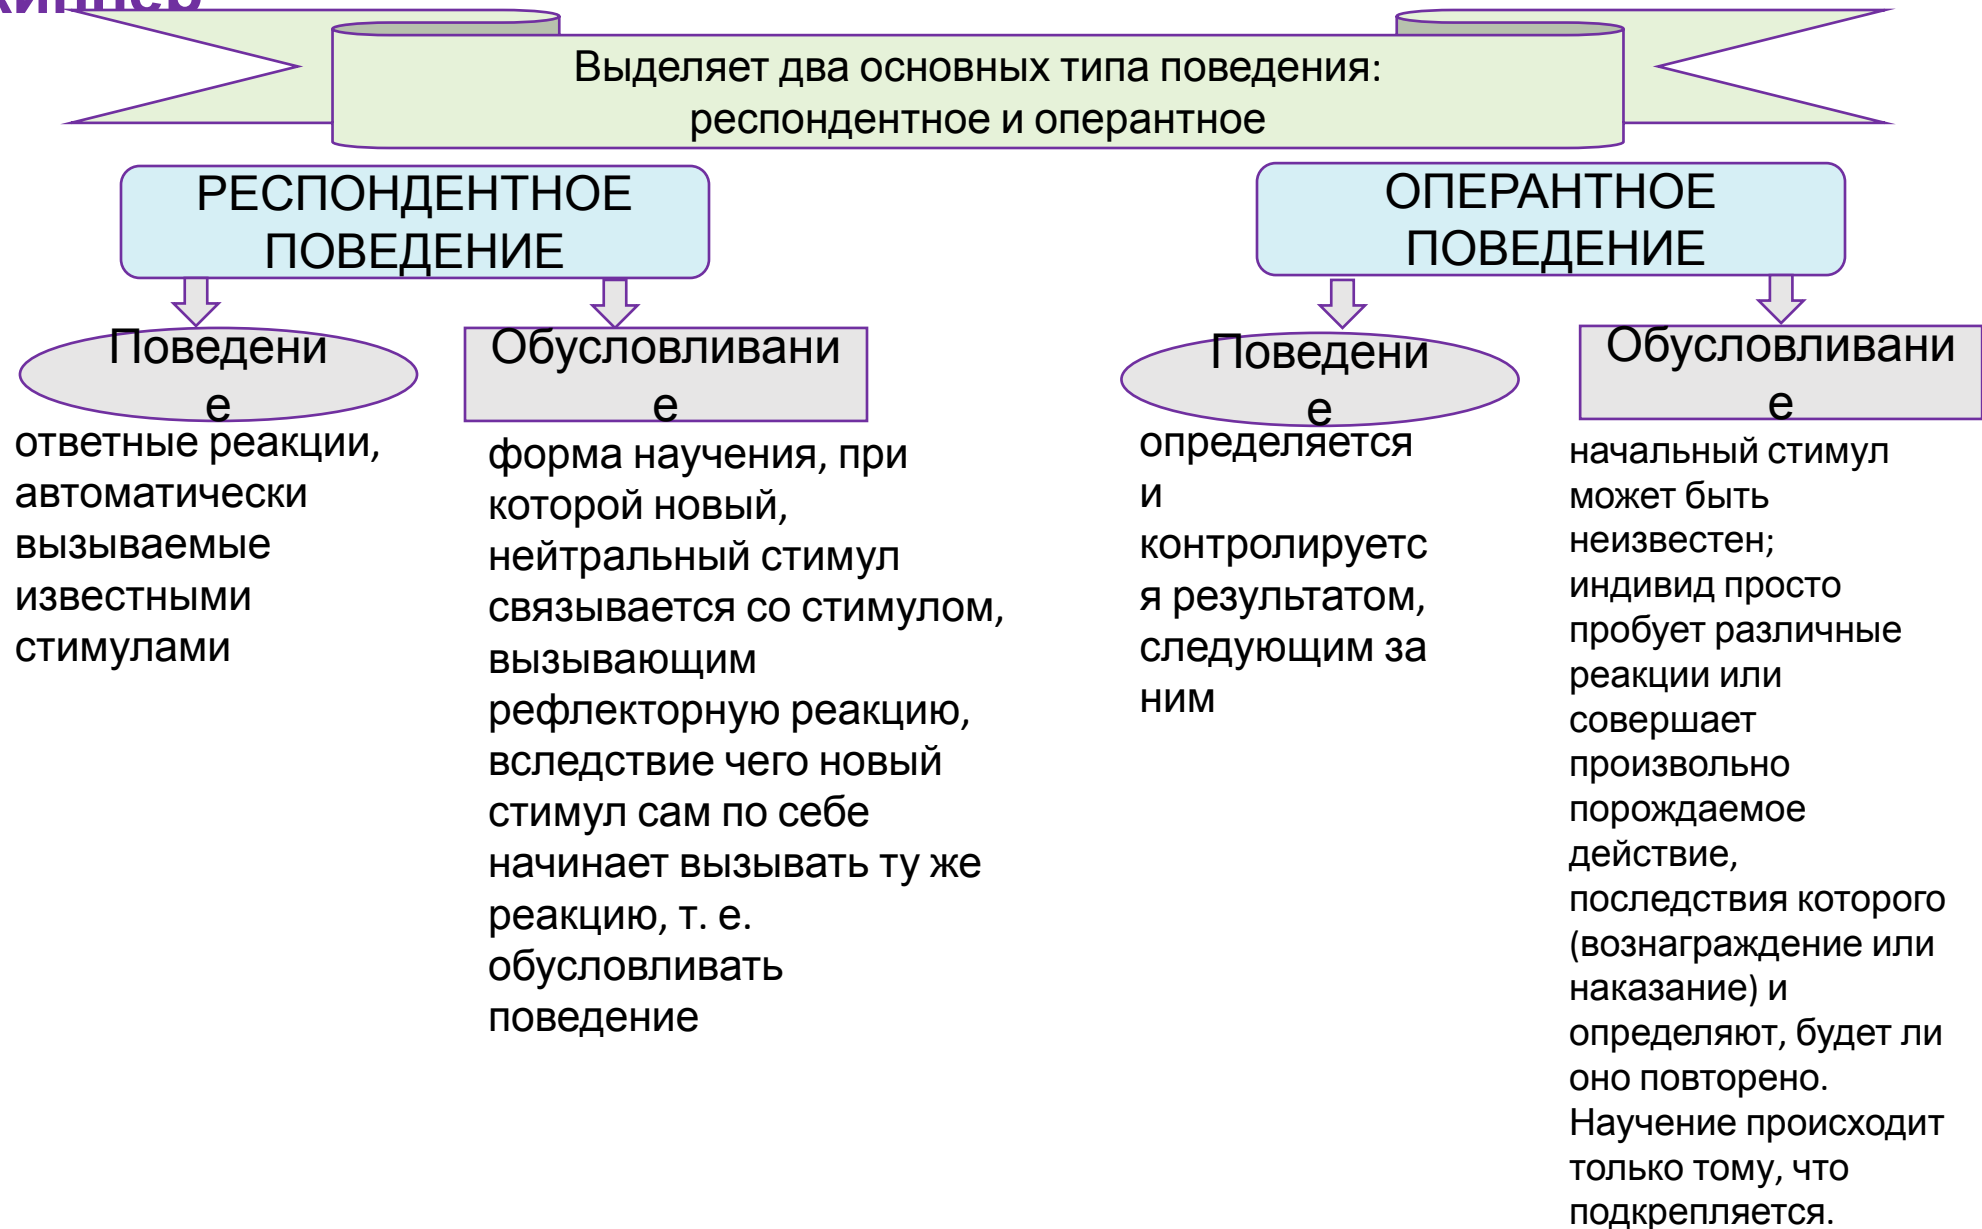 Выделяет два основных типа поведения:
респондентное и оперантное
РЕСПОНДЕНТНОЕ
ПОВЕДЕНИЕ
Поведени
е
ответные реакции,
автоматически
вызываемые
известными
стимулами
Обусловливани
е
форма научения, при
которой новый,
нейтральный стимул
связывается со стимулом,
вызывающим
рефлекторную реакцию,
вследствие чего новый
стимул сам по себе
начинает вызывать ту же
реакцию, т. е.
обусловливать
поведение
ОПЕРАНТНОЕ
ПОВЕДЕНИЕ
Поведени
е
определяется
и
контролируетс
я результатом,
следующим за
ним
Обусловливани
е
начальный стимул
может быть
неизвестен;
индивид просто
пробует различные
реакции или
совершает
произвольно
порождаемое
действие,
последствия которого
(вознаграждение или
наказание) и
определяют, будет ли
оно повторено.
Научение происходит
только тому, что
подкрепляется.